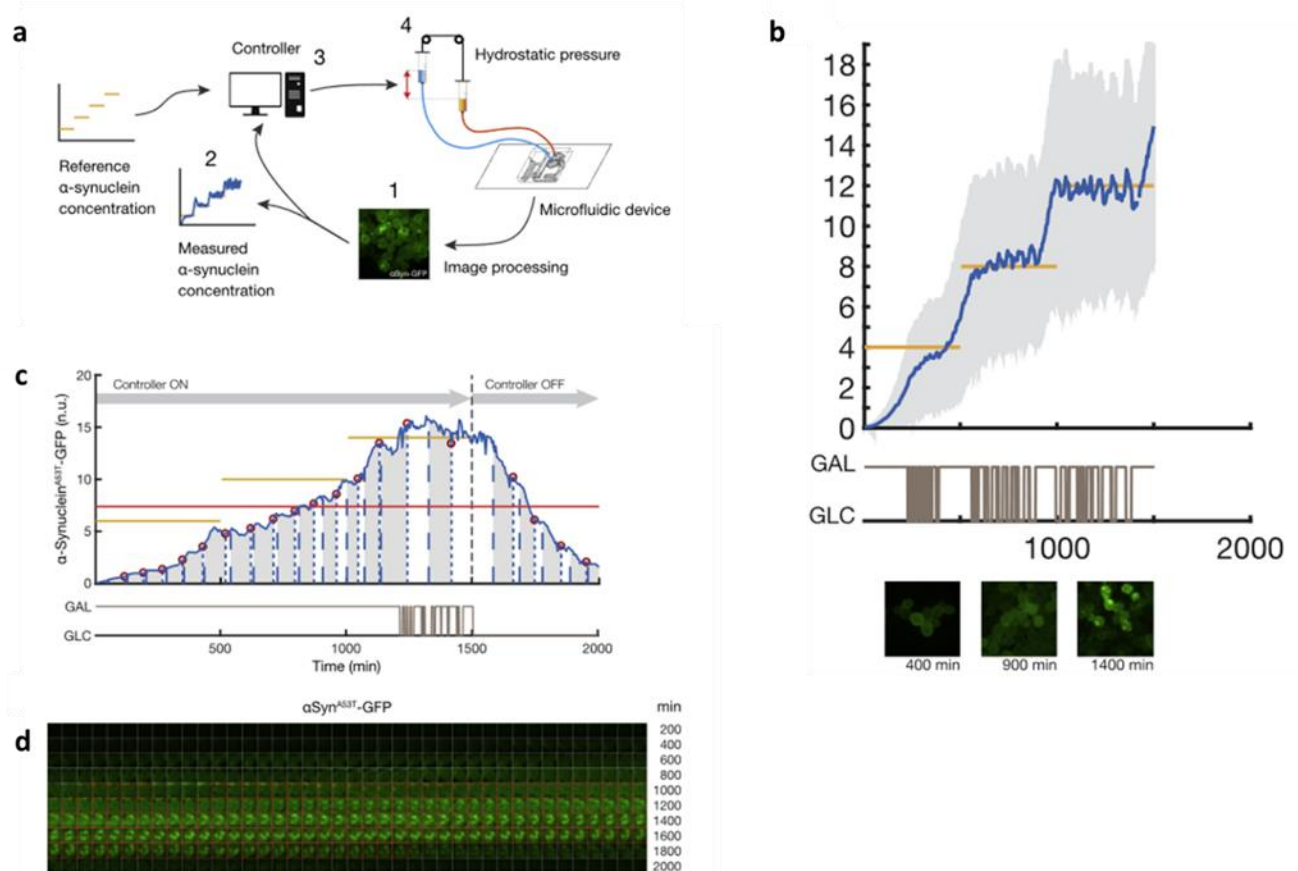 a
Controller
3
4
Hydrostatic pressure
Reference
α-synuclein
concentration
2
Measured
α-synuclein
concentration
1
αSyn-GFP
Image processing
Microfluidic device
b
18
16
14
12
10
8
6
4
2
0
GAL
GLC
1000
2000
400 min
900 min
1400 min
c
α-Synuclein^A53T-GFP (n.u.)
20
15
10
5
0
Controller ON
Controller OFF
GAL
GLC
500
1000
1500
2000
Time (min)
d
αSyn^A53T-GFP
min
200
400
600
800
1000
1200
1400
1600
1800
2000